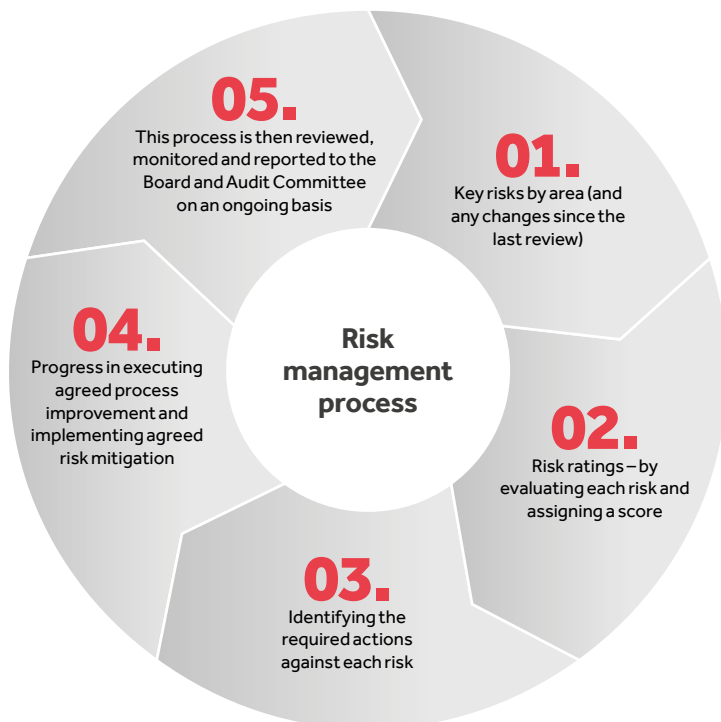 Risk
management
process
01.
Key risks by area (and
any changes since the
last review)
02.
Risk ratings – by
evaluating each risk and
assigning a score
03.
Identifying the
required actions
against each risk
04.
Progress in executing
agreed process
improvement and
implementing agreed
risk mitigation
05.
This process is then reviewed,
monitored and reported to the
Board and Audit Committee
on an ongoing basis